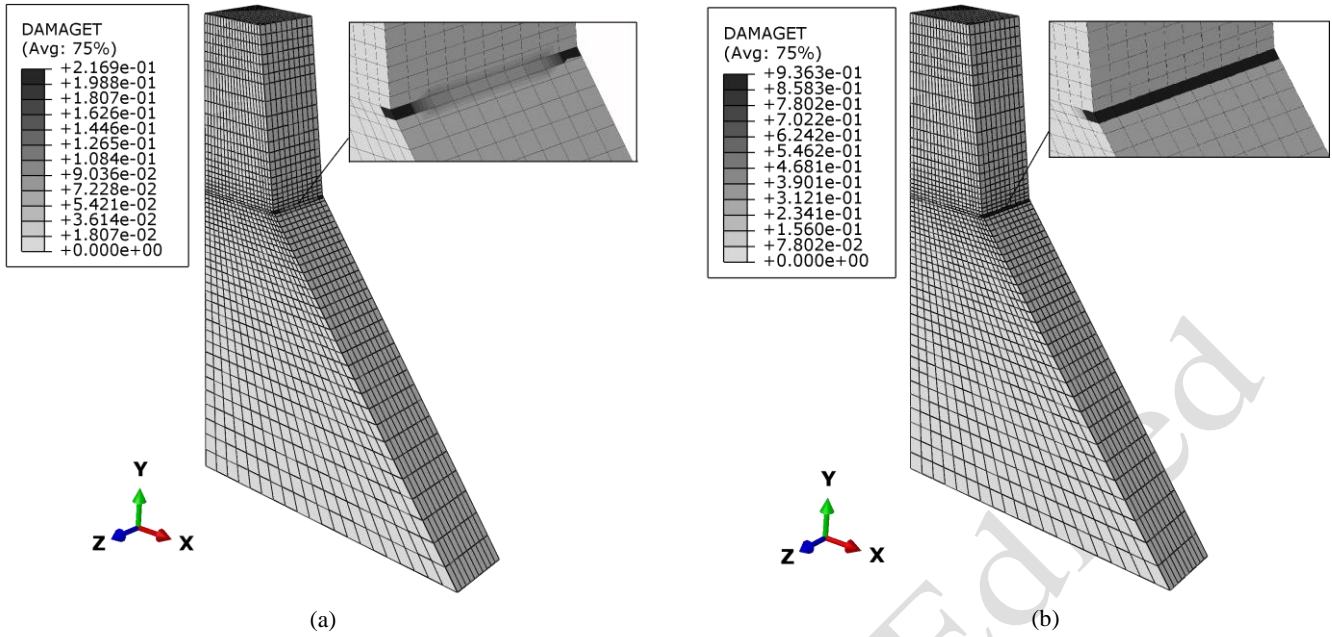 DAMAGET
(Avg: 75%)
+2.169e-01
+1.988e-01
+1.807e-01
+1.626e-01
+1.446e-01
+1.265e-01
+1.084e-01
+9.036e-02
+7.228e-02
+5.421e-02
+3.614e-02
+1.807e-02
+0.000e+00
Y
Z
X
(a)
DAMAGET
(Avg: 75%)
+9.363e-01
+8.583e-01
+7.802e-01
+7.022e-01
+6.242e-01
+5.462e-01
+4.681e-01
+3.901e-01
+3.121e-01
+2.341e-01
+1.560e-01
+7.802e-02
+0.000e+00
Y
Z
X
(b)
Edited